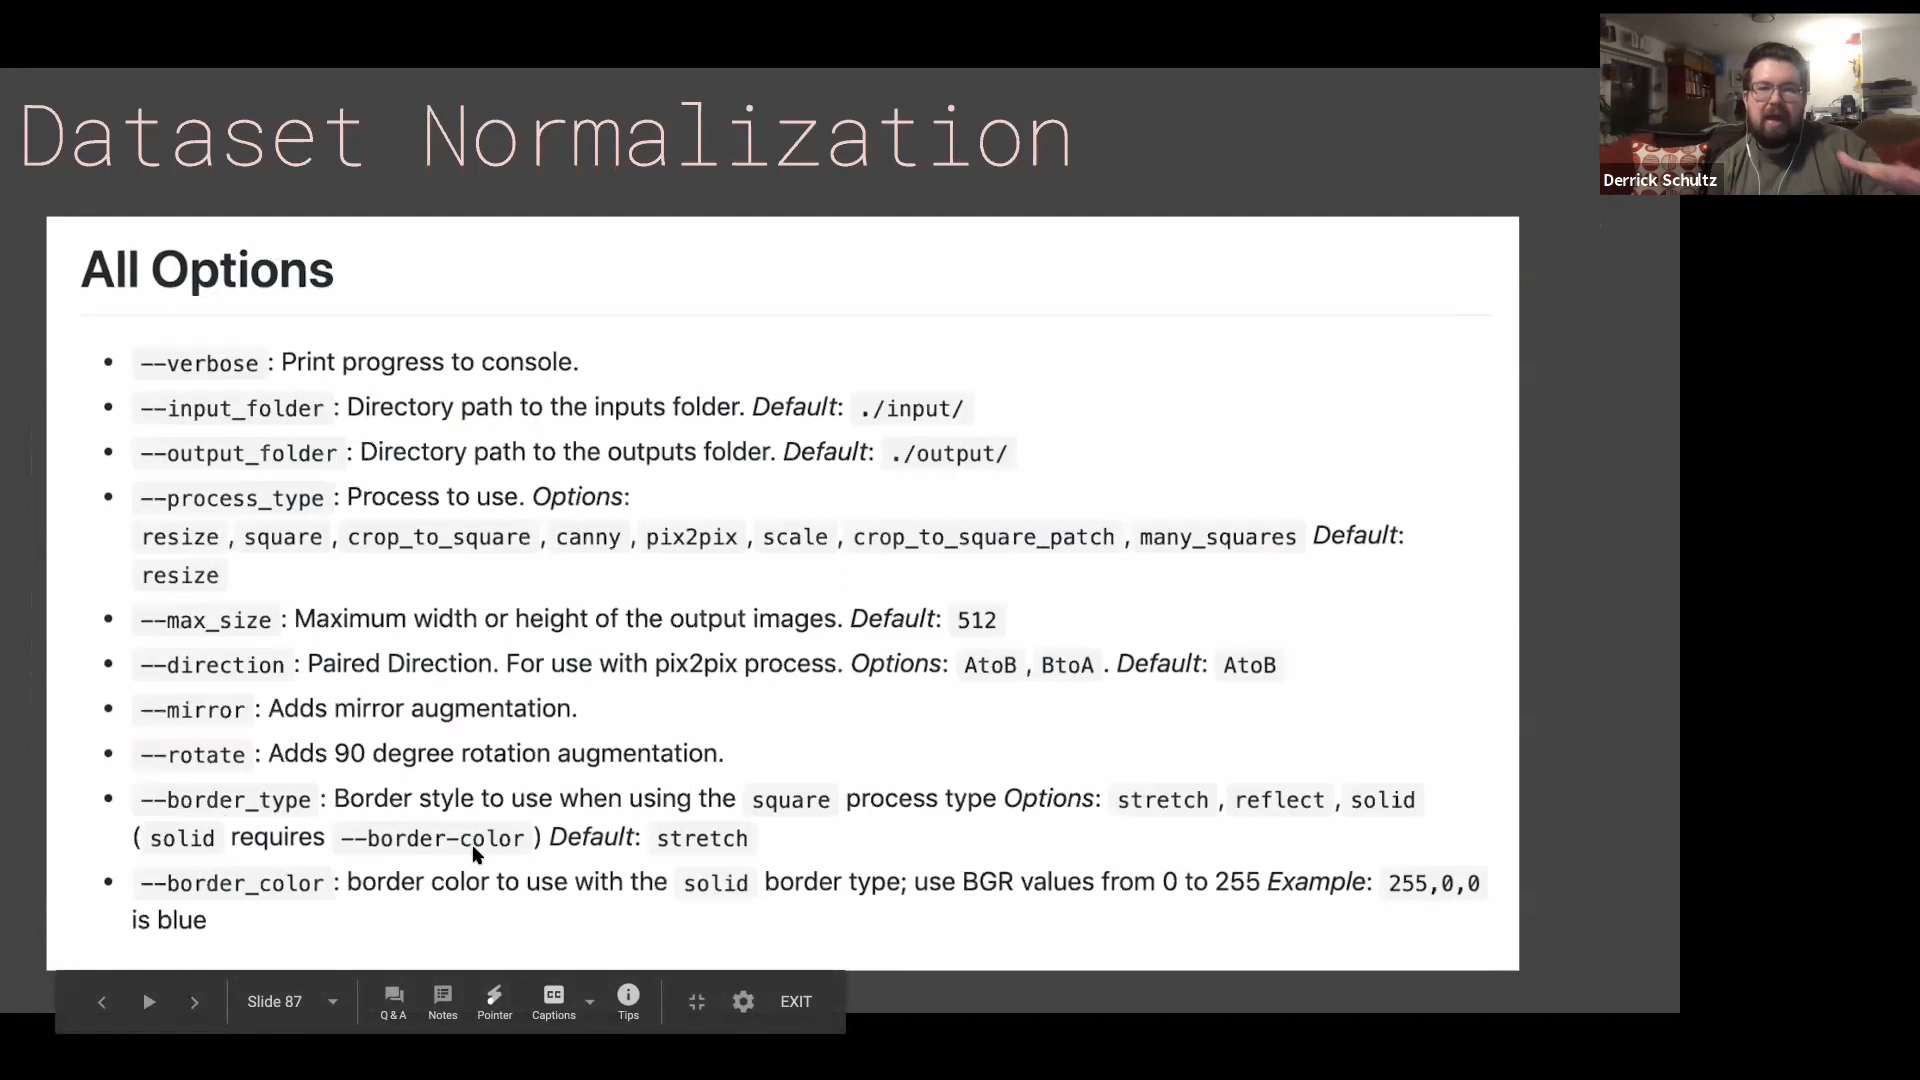 Dataset Normalization
Derrick Schultz
All Options
--verbose : Print progress to console.
--input_folder : Directory path to the inputs folder. Default: ./input/
--output_folder : Directory path to the outputs folder. Default: ./output/
--process_type : Process to use. Options:
resize , square , crop_to_square , canny , pix2pix , scale , crop_to_square_patch , many_squares Default:
resize
--max_size : Maximum width or height of the output images. Default: 512
--direction : Paired Direction. For use with pix2pix process. Options: AtoB , BtoA . Default: AtoB
--mirror : Adds mirror augmentation.
--rotate : Adds 90 degree rotation augmentation.
--border_type : Border style to use when using the square process type Options: stretch , reflect , solid
( solid requires --border-color ) Default: stretch
--border_color : border color to use with the solid border type; use BGR values from 0 to 255 Example: 255,0,0
is blue
Slide 87
Q & A Notes Pointer CC Captions Tips EXIT